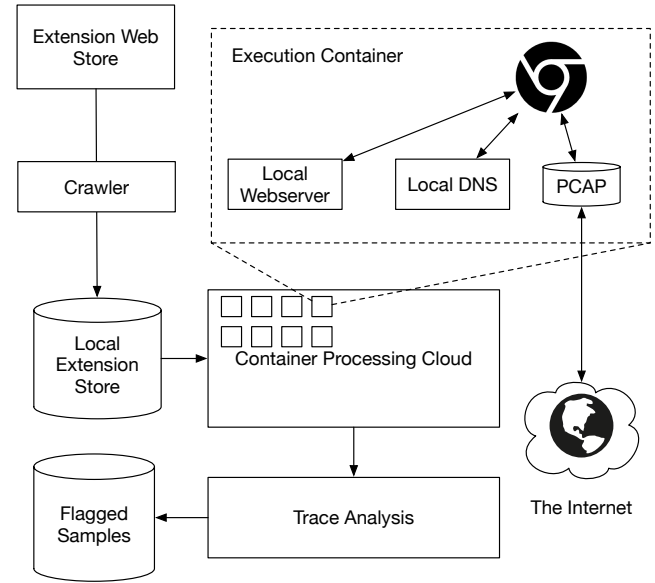 Extension Web
Store
Execution Container
Crawler
Local
Webserver
Local DNS
PCAP
Local
Extension
Store
Container Processing Cloud
The Internet
Flagged
Samples
Trace Analysis